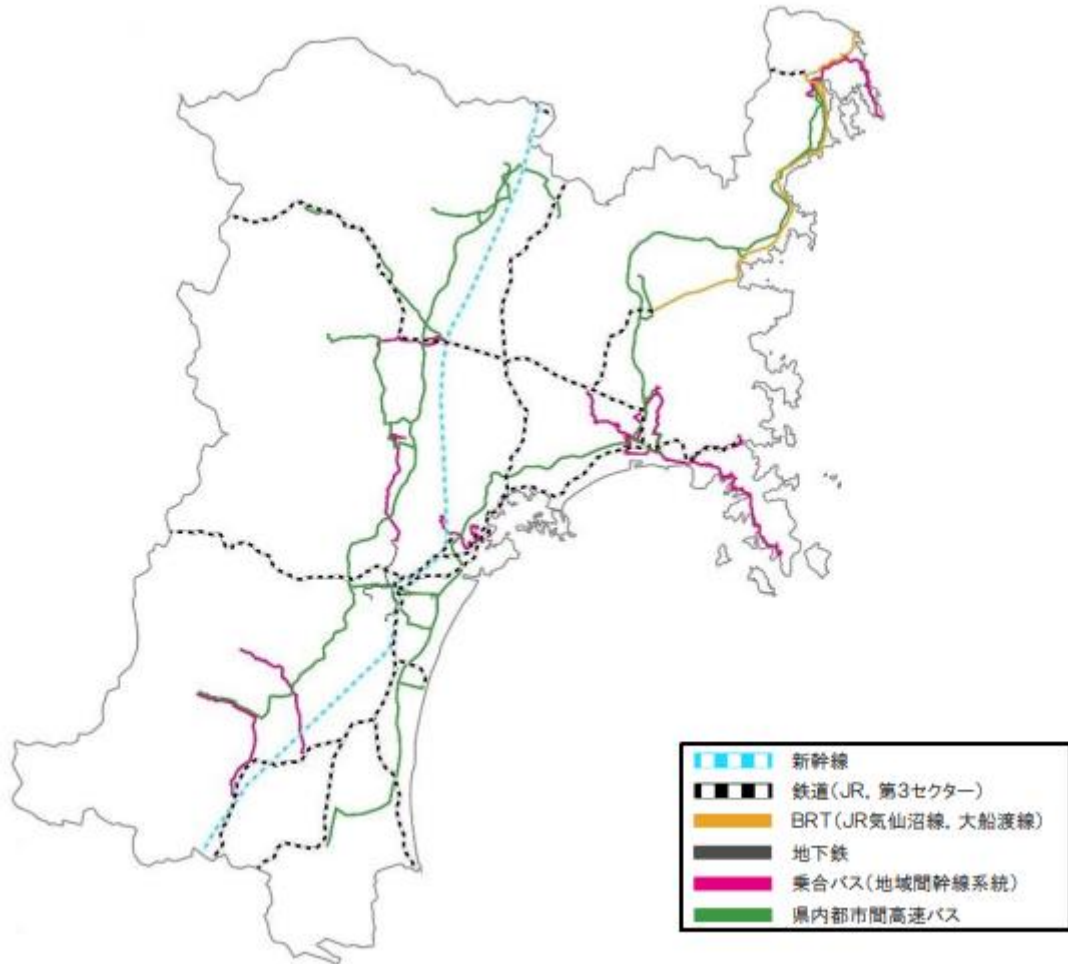 新幹線
鉄道(JR, 第3セクター)
BRT(JR気仙沼線, 大船渡線)
地下鉄
乗合バス(地域間幹線系統)
県内都市間高速バス